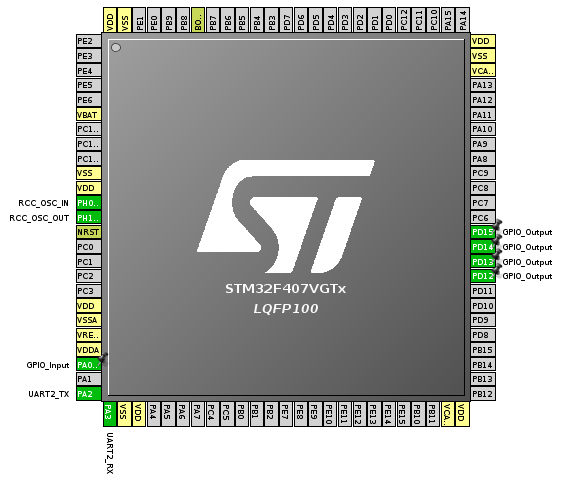 VDD VSS PE1 PE0 PB9 PB8 BO.. PB7 PB6 PB5 PB4 PB3 PD7 PD6 PD5 PD4 PD3 PD2 PD1 PD0 PC12 PC11 PC10 PA15 PA14
PE2 VDD
PE3 VSS
PE4 VCA..
PE5 PA13
PE6 PA12
VBAT PA11
PC1.. PA10
PC1.. PA9
PC1.. PA8
VSS PC9
VDD PC8
RCC_OSC_IN PH0.. PC7
RCC_OSC_OUT PH1.. PC6
NRST PD15 GPIO_Output
PC0 PD14 GPIO_Output
PC1 PD13 GPIO_Output
PC2 PD12 GPIO_Output
PC3 PD11
VDD PD10
VSSA PD9
VRE.. PD8
VDDA PB15
GPIO_Input PA0.. PB14
PA1 PB13
UART2_TX PA2 PB12
ST
STM32F407VGTx
LQFP100
PA3 VSS VDD PA4 PA5 PA6 PA7 PC4 PC5 PB0 PB1 PB2 PE7 PE8 PE9 PE10 PE11 PE12 PE13 PE14 PE15 PB10 PB11 VCA.. VDD
UART2_RX